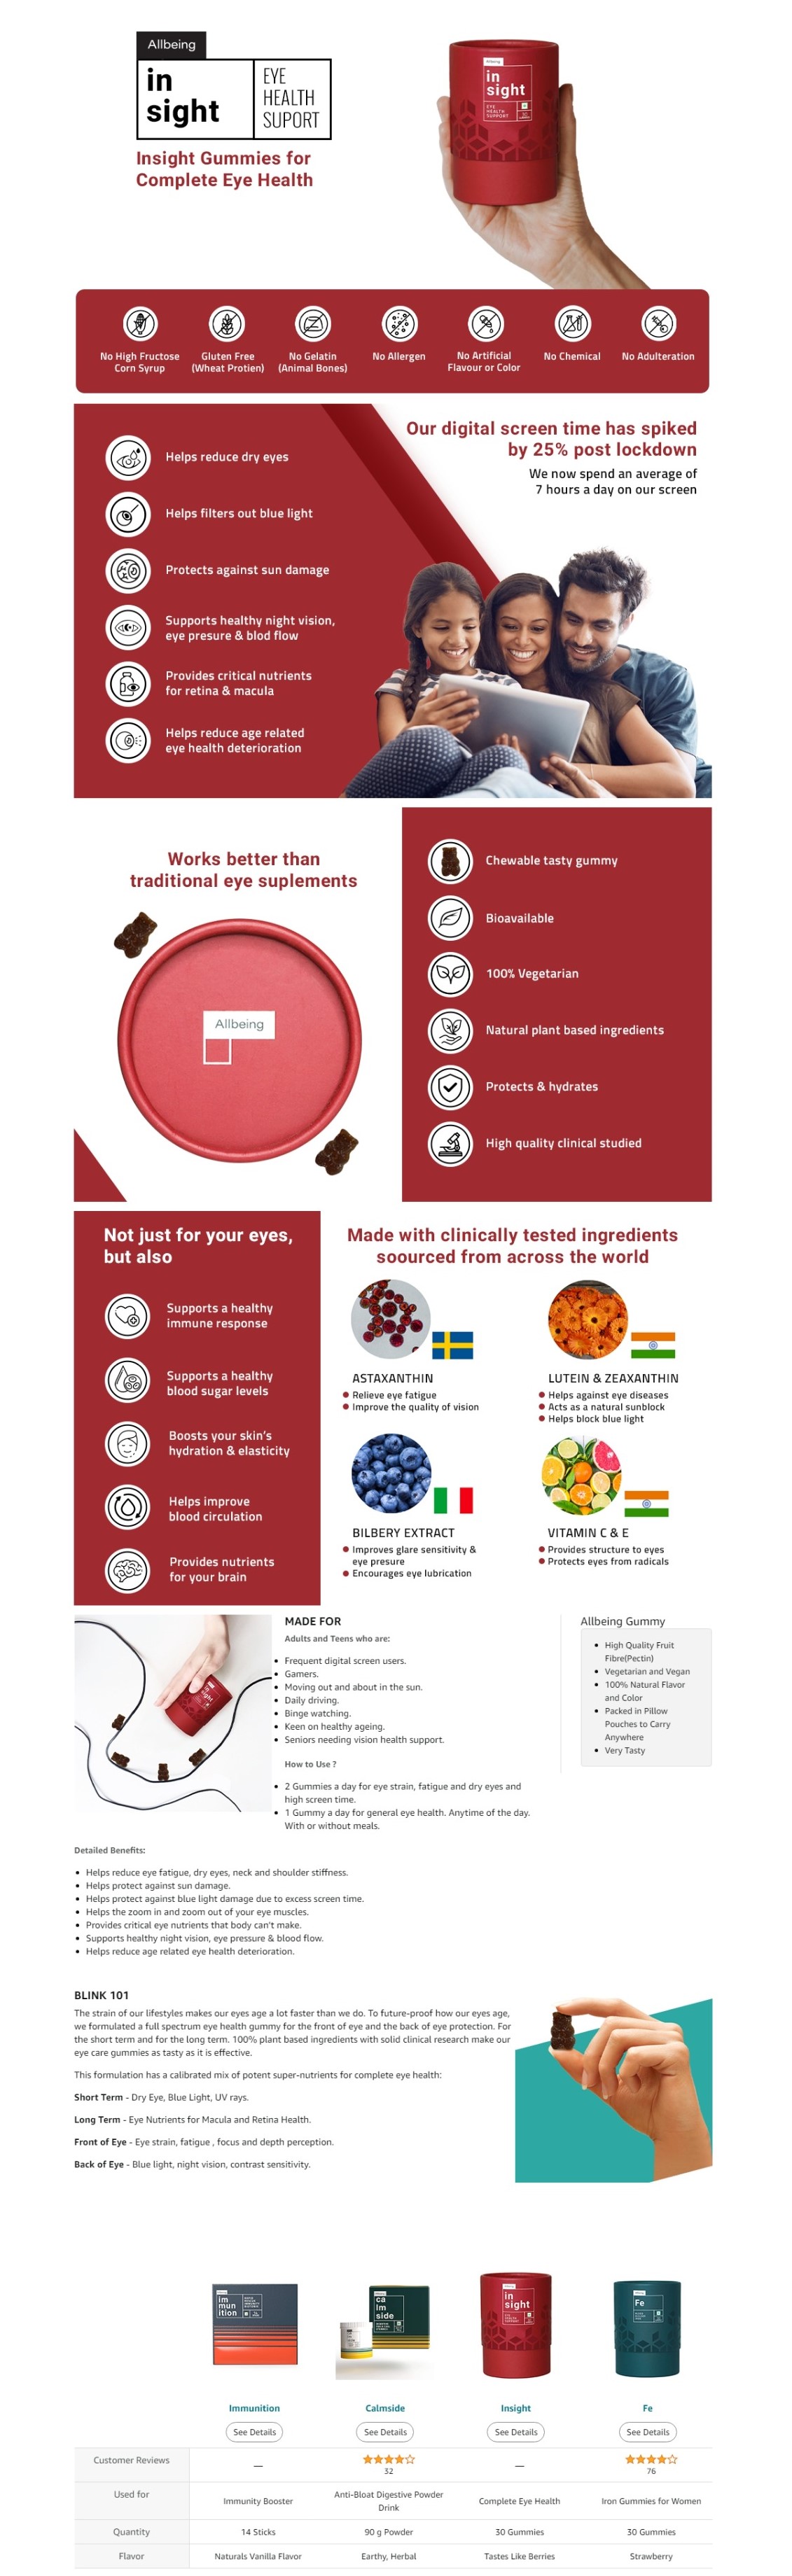 Allbeing
in
sight
EYE
HEALTH
SUPORT
Insight Gummies for
Complete Eye Health
in
sight
EYE
HEALTH
SUPPORT
No High Fructose
Corn Syrup
Gluten Free
(Wheat Protien)
No Gelatin
(Animal Bones)
No Allergen
No Artificial
Flavour or Color
No Chemical
No Adulteration
Our digital screen time has spiked
by 25% post lockdown
We now spend an average of
7 hours a day on our screen
Helps reduce dry eyes
Helps filters out blue light
Protects against sun damage
Supports healthy night vision,
eye presure & blod flow
Provides critical nutrients
for retina & macula
Helps reduce age related
eye health deterioration
Works better than
traditional eye suplements
Allbeing
Chewable tasty gummy
Bioavailable
100% Vegetarian
Natural plant based ingredients
Protects & hydrates
High quality clinical studied
Not just for your eyes,
but also
Supports a healthy
immune response
Supports a healthy
blood sugar levels
Boosts your skin's
hydration & elasticity
Helps improve
blood circulation
Provides nutrients
for your brain
Made with clinically tested ingredients
soourced from across the world
ASTAXANTHIN
Relieve eye fatigue
Improve the quality of vision
LUTEIN & ZEAXANTHIN
Helps against eye diseases
Acts as a natural sunblock
Helps block blue light
BILBERY EXTRACT
Improves glare sensitivity &
eye presure
Encourages eye lubrication
VITAMIN C & E
Provides structure to eyes
Protects eyes from radicals
in
sight
MADE FOR
Adults and Teens who are:
Frequent digital screen users.
Gamers.
Moving out and about in the sun.
Daily driving.
Binge watching.
Keen on healthy ageing.
Seniors needing vision health support.
How to Use ?
2 Gummies a day for eye strain, fatigue and dry eyes and
high screen time.
1 Gummy a day for general eye health. Anytime of the day.
With or without meals.
Allbeing Gummy
High Quality Fruit
Fibre(Pectin)
Vegetarian and Vegan
100% Natural Flavor
and Color
Packed in Pillow
Pouches to Carry
Anywhere
Very Tasty
Detailed Benefits:
Helps reduce eye fatigue, dry eyes, neck and shoulder stiffness.
Helps protect against sun damage.
Helps protect against blue light damage due to excess screen time.
Helps the zoom in and zoom out of your eye muscles.
Provides critical eye nutrients that body can't make.
Supports healthy night vision, eye pressure & blood flow.
Helps reduce age related eye health deterioration.
BLINK 101
The strain of our lifestyles makes our eyes age a lot faster than we do. To future-proof how our eyes age,
we formulated a full spectrum eye health gummy for the front of eye and the back of eye protection. For
the short term and for the long term. 100% plant based ingredients with solid clinical research make our
eye care gummies as tasty as it is effective.
This formulation has a calibrated mix of potent super-nutrients for complete eye health:
Short Term - Dry Eye, Blue Light, UV rays.
Long Term - Eye Nutrients for Macula and Retina Health.
Front of Eye - Eye strain, fatigue , focus and depth perception.
Back of Eye - Blue light, night vision, contrast sensitivity.
im
mun
ition
ca
lm
side
in
sight
Fe
Immunition
Calmside
Insight
Fe
See Details
See Details
See Details
See Details
Customer Reviews
—
32
—
76
Used for
Immunity Booster
Anti-Bloat Digestive Powder
Drink
Complete Eye Health
Iron Gummies for Women
Quantity
14 Sticks
90 g Powder
30 Gummies
30 Gummies
Flavor
Naturals Vanilla Flavor
Earthy, Herbal
Tastes Like Berries
Strawberry